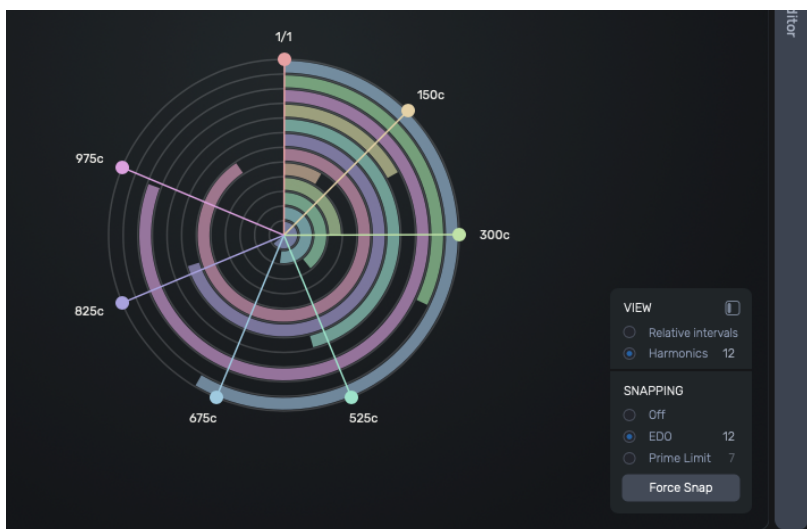 ditor
1/1
150c
975c
300c
825c
675c
525c
VIEW
Relative intervals
Harmonics 12
SNAPPING
Off
EDO 12
Prime Limit 7
Force Snap